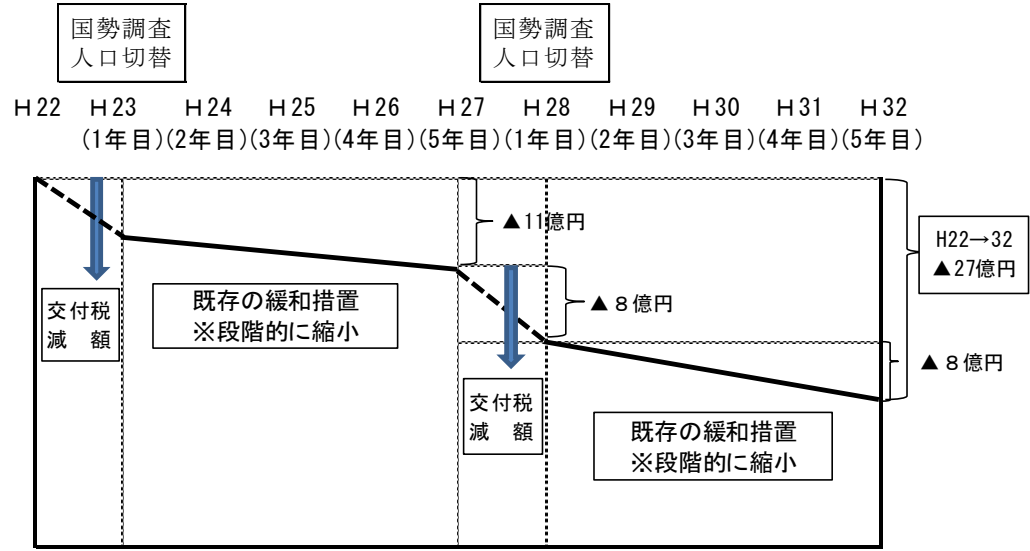 国勢調査
人口切替
国勢調査
人口切替
H22 H23 H24 H25 H26 H27 H28 H29 H30 H31 H32
(1年目)(2年目)(3年目)(4年目)(5年目)(1年目)(2年目)(3年目)(4年目)(5年目)
▲11億円
H22→32
▲27億円
▲8億円
▲8億円
交付税
減 額
既存の緩和措置
※段階的に縮小
交付税
減 額
既存の緩和措置
※段階的に縮小